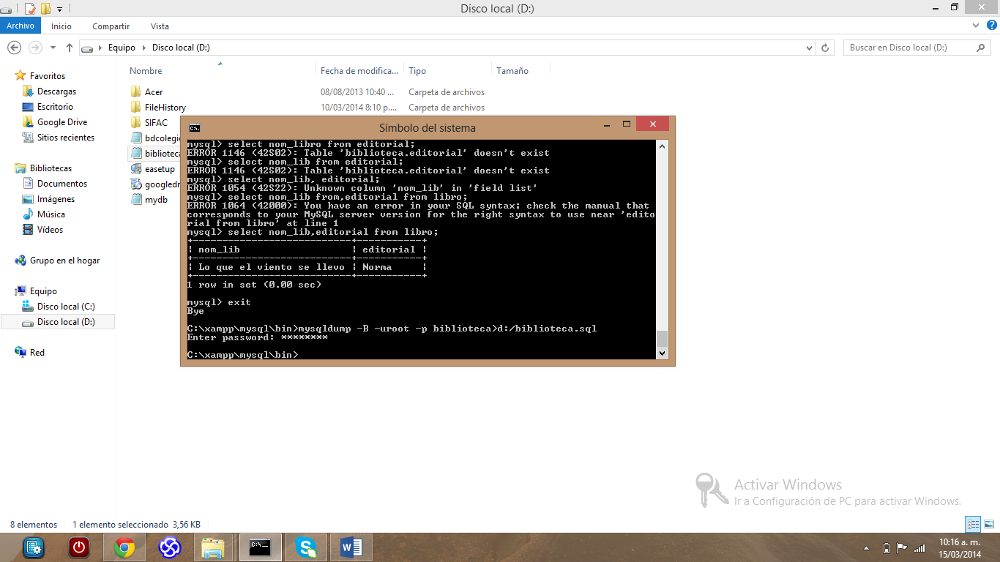 Disco local (D:)
Archivo Inicio Compartir Vista
Equipo Disco local (D:)
Buscar en Disco local (D:)
Nombre Fecha de modifica... Tipo Tamaño
Favoritos
Descargas
Escritorio
Google Drive
Sitios recientes
Bibliotecas
Documentos
Imágenes
Música
Vídeos
Grupo en el hogar
Equipo
Disco local (C:)
Disco local (D:)
Red
Acer 08/08/2013 10:40 ... Carpeta de archivos
FileHistory 10/03/2014 8:10 p.... Carpeta de archivos
SIFAC
bdcolegi
biblioteca
easetup
googledr
mydb
Símbolo del sistema
mysql> select nom_libro from editorial;
ERROR 1146 (42S02): Table 'biblioteca.editorial' doesn't exist
mysql> select nom_lib from editorial;
ERROR 1146 (42S02): Table 'biblioteca.editorial' doesn't exist
mysql> select nom_lib, editorial;
ERROR 1054 (42S22): Unknown column 'nom_lib' in 'field list'
mysql> select nom_lib from,editorial from libro;
ERROR 1064 (42000): You have an error in your SQL syntax; check the manual that
corresponds to your MySQL server version for the right syntax to use near 'edito
rial from libro' at line 1
mysql> select nom_lib,editorial from libro;
+---------------------------+-----------+
| nom_lib                   | editorial |
+---------------------------+-----------+
| Lo que el viento se llevo | Norma     |
+---------------------------+-----------+
1 row in set (0.00 sec)
mysql> exit
Bye
C:\xampp\mysql\bin>mysqldump -B -uroot -p biblioteca>d:/biblioteca.sql
Enter password: ********
C:\xampp\mysql\bin>
Activar Windows
Ir a Configuración de PC para activar Windows.
8 elementos 1 elemento seleccionado 3,56 KB
10:16 a. m.
15/03/2014